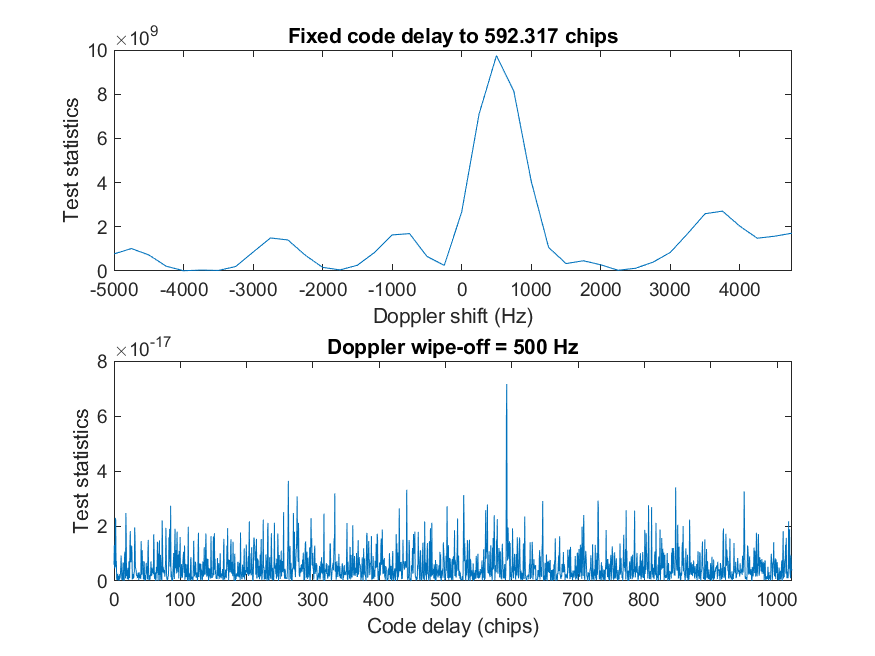 ×10^9
Fixed code delay to 592.317 chips
10
8
6
4
2
0
Test statistics
-5000 -4000 -3000 -2000 -1000 0 1000 2000 3000 4000
Doppler shift (Hz)
×10^-17
Doppler wipe-off = 500 Hz
8
6
4
2
0
Test statistics
0 100 200 300 400 500 600 700 800 900 1000
Code delay (chips)